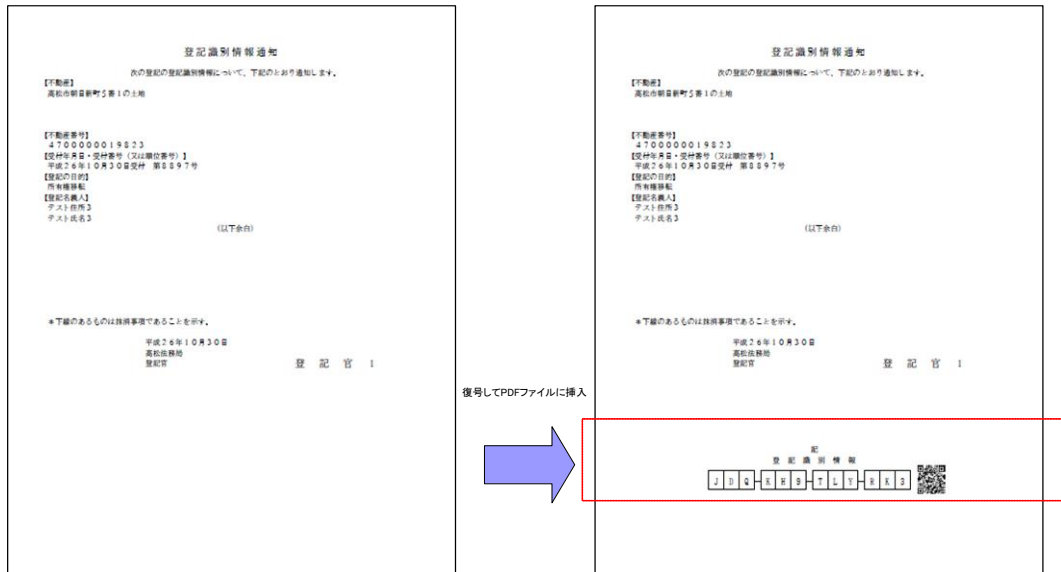 登記識別情報通知
次の登記の登記識別情報について、下記のとおり通知します。
【不動産】
高松市朝日新町5番1の土地
【不動産番号】
4700000019823
【受付年月日・受付番号（又は順位番号）】
平成26年10月30日受付 第8897号
【登記の目的】
所有権移転
【登記名義人】
テスト住所3
テスト氏名3
（以下余白）
＊下線のあるものは抹消事項であることを示す。
平成26年10月30日
高松法務局
登記官 登記官1
復号してPDFファイルに挿入
登記識別情報通知
次の登記の登記識別情報について、下記のとおり通知します。
【不動産】
高松市朝日新町5番1の土地
【不動産番号】
4700000019823
【受付年月日・受付番号（又は順位番号）】
平成26年10月30日受付 第8897号
【登記の目的】
所有権移転
【登記名義人】
テスト住所3
テスト氏名3
（以下余白）
＊下線のあるものは抹消事項であることを示す。
平成26年10月30日
高松法務局
登記官 登記官1
記
登記識別情報
JDQ-KH9-TLY-RK3